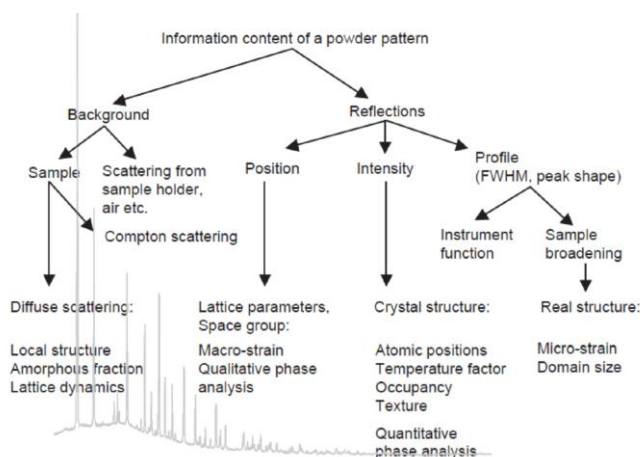 Information content of a powder pattern
Background
Reflections
Sample
Scattering from
sample holder,
air etc.
Position
Intensity
Profile
(FWHM, peak shape)
Compton scattering
Instrument
function
Sample
broadening
Diffuse scattering:
Local structure
Amorphous fraction
Lattice dynamics
Lattice parameters,
Space group:
Macro-strain
Qualitative phase
analysis
Crystal structure:
Atomic positions
Temperature factor
Occupancy
Texture
Quantitative
phase analysis
Real structure:
Micro-strain
Domain size